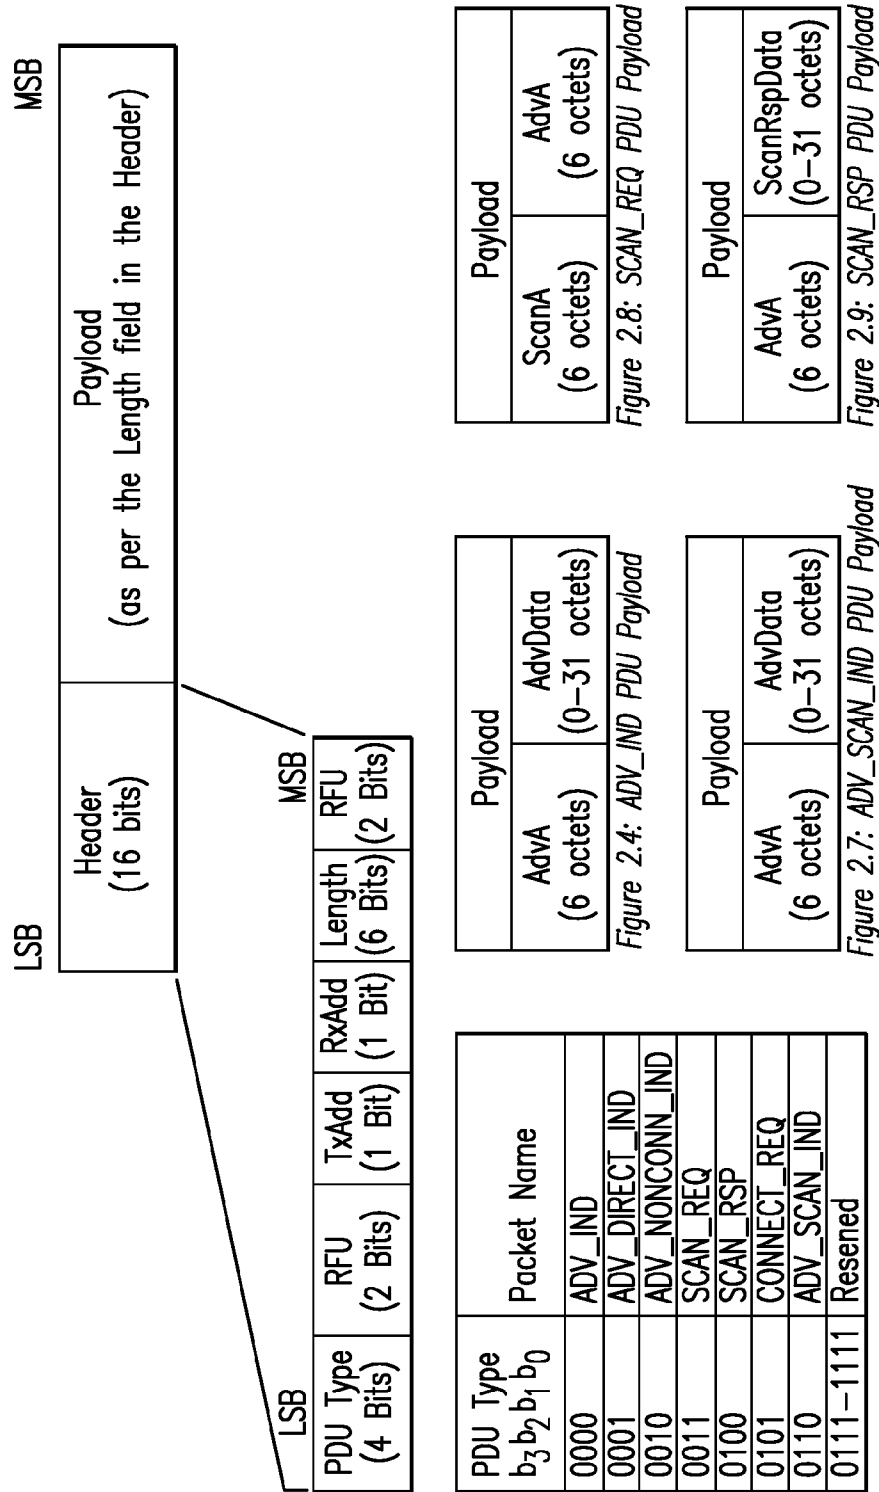 LSB
MSB
Header
(16 bits)
Payload
(as per the Length field in the Header)
LSB
MSB
PDU Type
(4 Bits)
RFU
(2 Bits)
TxAdd
(1 Bit)
RxAdd
(1 Bit)
Length
(6 Bits)
RFU
(2 Bits)
PDU Type
b3 b2 b1 b0
Packet Name
0000 ADV_IND
0001 ADV_DIRECT_IND
0010 ADV_NONCONN_IND
0011 SCAN_REQ
0100 SCAN_RSP
0101 CONNECT_REQ
0110 ADV_SCAN_IND
0111-1111 Resened
Payload
AdvA
(6 octets)
AdvData
(0-31 octets)
Figure 2.4: ADV_IND PDU Payload
Payload
ScanA
(6 octets)
AdvA
(6 octets)
Figure 2.8: SCAN_REQ PDU Payload
Payload
AdvA
(6 octets)
AdvData
(0-31 octets)
Figure 2.7: ADV_SCAN_IND PDU Payload
Payload
AdvA
(6 octets)
ScanRspData
(0-31 octets)
Figure 2.9: SCAN_RSP PDU Payload